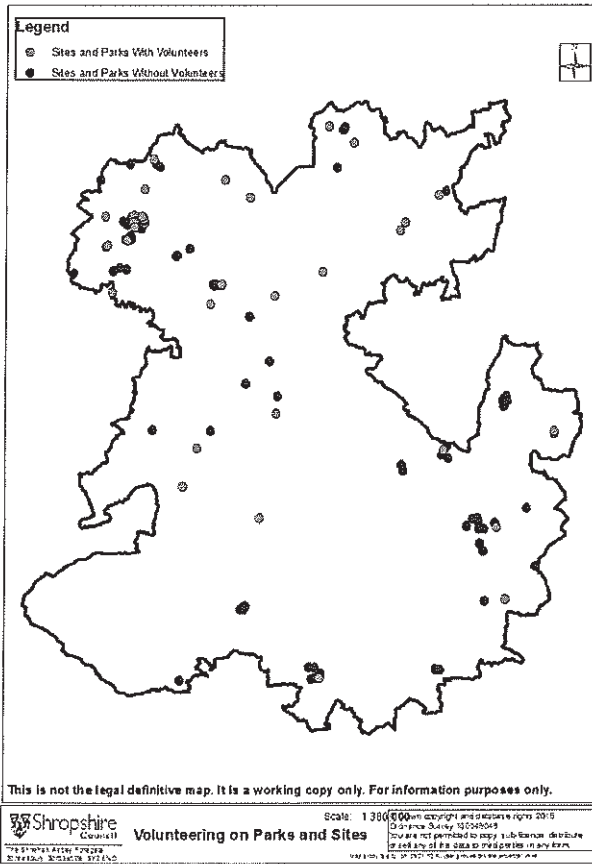 Legend
Sites and Parks With Volunteers
Sites and Parks Without Volunteers
This is not the legal definitive map. It is a working copy only. For information purposes only.
Shropshire
Council
Volunteering on Parks and Sites
Scale:
copyright and database rights
Ordnance Survey